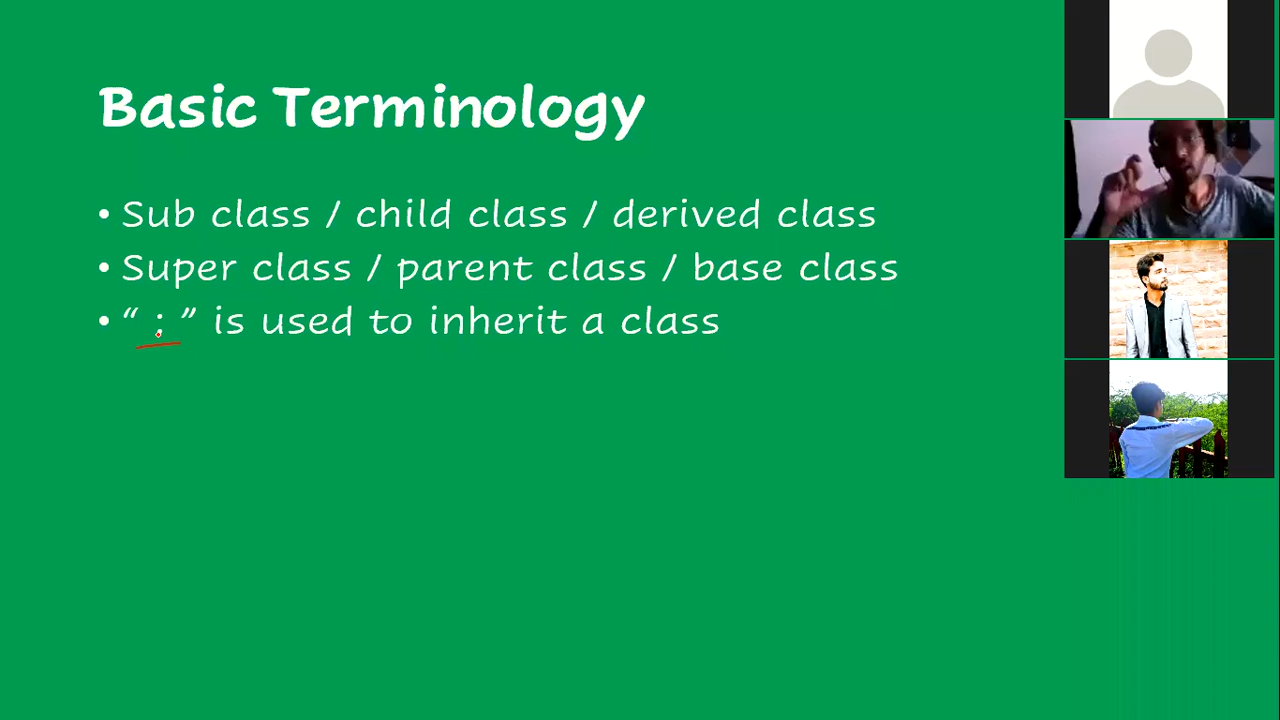 Basic Terminology
• Sub class / child class / derived class
• Super class / parent class / base class
• “ : ” is used to inherit a class